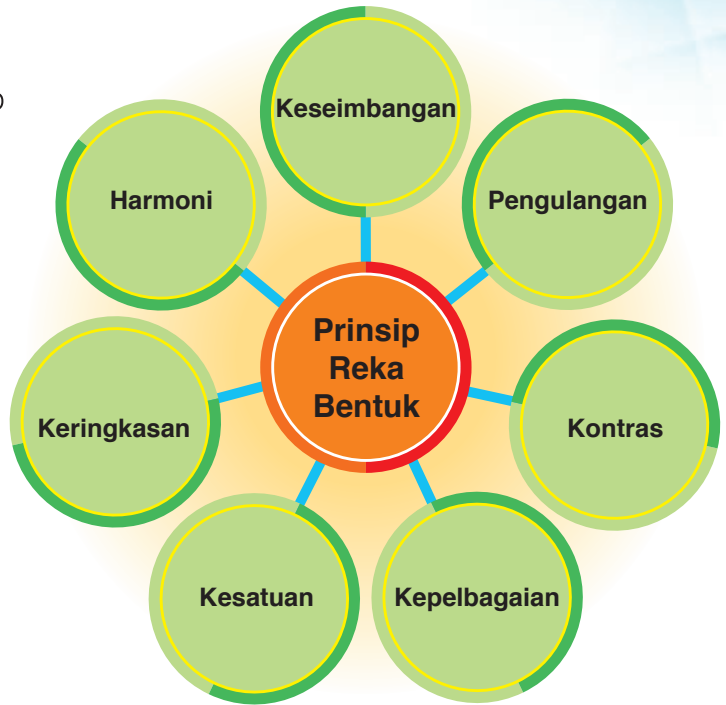 Keseimbangan
Pengulangan
Kontras
Kepelbagaian
Kesatuan
Keringkasan
Harmoni
Prinsip
Reka
Bentuk